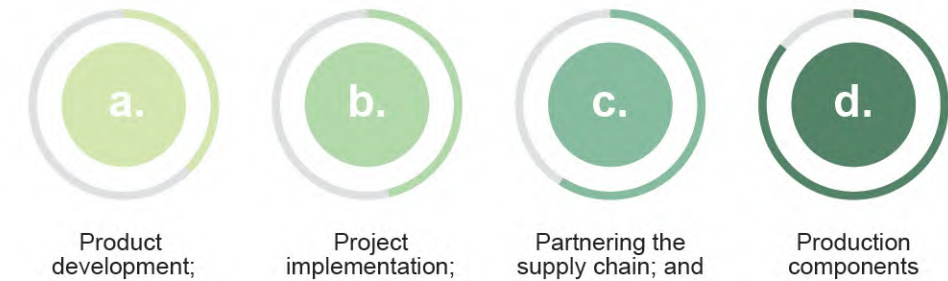 a.
b.
c.
d.
Product
development;
Project
implementation;
Partnering the
supply chain; and
Production
components